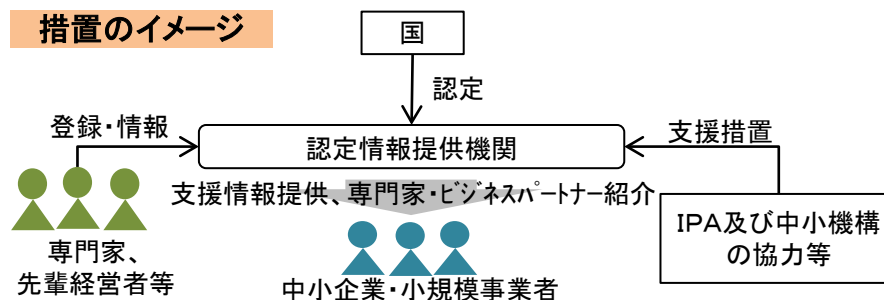 措置のイメージ
国
認定
登録・情報
支援措置
認定情報提供機関
支援情報提供、専門家・ビジネスパートナー紹介
IPA及び中小機構
の協力等
専門家、
先輩経営者等
中小企業・小規模事業者